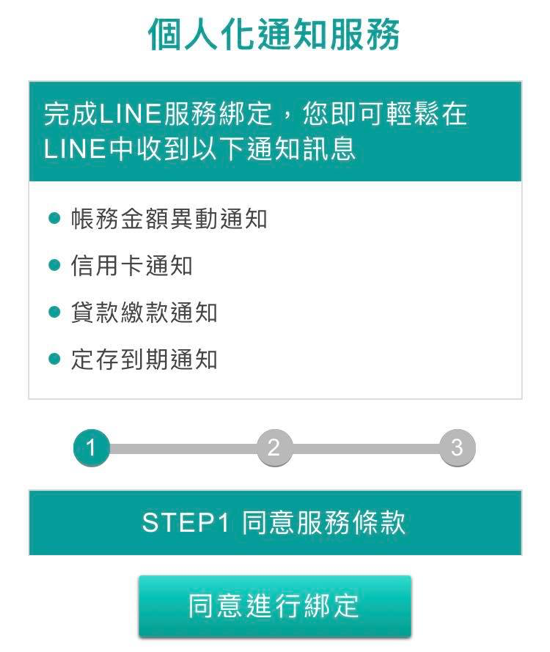 個人化通知服務
完成LINE服務綁定，您即可輕鬆在
LINE中收到以下通知訊息
帳務金額異動通知
信用卡通知
貸款繳款通知
定存到期通知
1
2
3
STEP1 同意服務條款
同意進行綁定